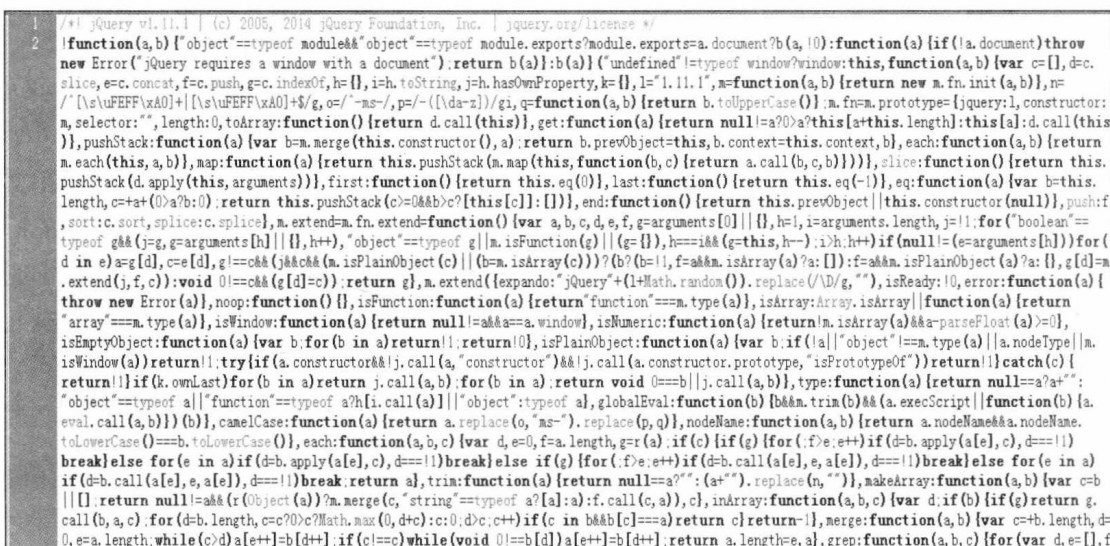 1 /*! jQuery v1.11.1 | (c) 2005, 2014 jQuery Foundation, Inc. | jquery.org/license */
2 !function(a,b){"object"==typeof module&&"object"==typeof module.exports?module.exports=a.document?b(a,!0):function(a){if(!a.document)throw
new Error("jQuery requires a window with a document");return b(a)}:b(a)}("undefined"!=typeof window?window:this,function(a,b){var c=[],d=c.
slice,e=c.concat,f=c.push,g=c.indexOf,h={},i=h.toString,j=h.hasOwnProperty,k={},l="1.11.1",m=function(a,b){return new m.fn.init(a,b)},n=
/^[\s\uFEFF\xA0]+|[\s\uFEFF\xA0]+$/g,o=/^-ms-/,p=/-([\da-z])/gi,q=function(a,b){return b.toUpperCase()};m.fn=m.prototype={jquery:l,constructor:
m,selector:"",length:0,toArray:function(){return d.call(this)},get:function(a){return null!=a?0>a?this[a+this.length]:this[a]:d.call(this
)},pushStack:function(a){var b=m.merge(this.constructor(),a);return b.prevObject=this,b.context=this.context,b},each:function(a,b){return
m.each(this,a,b)},map:function(a){return this.pushStack(m.map(this,function(b,c){return a.call(b,c,b)}))},slice:function(){return this.
pushStack(d.apply(this,arguments))},first:function(){return this.eq(0)},last:function(){return this.eq(-1)},eq:function(a){var b=this.
length,c=+a+(0>a?b:0);return this.pushStack(c>=0&&b>c?[this[c]]:[])},end:function(){return this.prevObject||this.constructor(null)},push:f
,sort:c.sort,splice:c.splice},m.extend=m.fn.extend=function(){var a,b,c,d,e,f,g=arguments[0]||{},h=1,i=arguments.length,j=!1;for("boolean"==
typeof g&&(j=g,g=arguments[h]||{},h++),"object"==typeof g||m.isFunction(g)||(g={}),h===i&&(g=this,h--);i>h;h++)if(null!=(e=arguments[h]))for(
d in e)a=g[d],c=e[d],g!==c&&(j&&c&&(m.isPlainObject(c)||(b=m.isArray(c)))?(b?(b=!1,f=a&&m.isArray(a)?a:[]):f=a&&m.isPlainObject(a)?a:{},g[d]=m
.extend(j,f,c)):void 0!==c&&(g[d]=c));return g},m.extend({expando:"jQuery"+(l+Math.random()).replace(/\D/g,""),isReady:!0,error:function(a){
throw new Error(a)},noop:function(){},isFunction:function(a){return"function"===m.type(a)},isArray:Array.isArray||function(a){return
"array"===m.type(a)},isWindow:function(a){return null!=a&&a==a.window},isNumeric:function(a){return!m.isArray(a)&&a-parseFloat(a)>=0},
isEmptyObject:function(a){var b;for(b in a)return!1;return!0},isPlainObject:function(a){var b;if(!a||"object"!==m.type(a)||a.nodeType||m.
isWindow(a))return!1;try{if(a.constructor&&!j.call(a,"constructor")&&!j.call(a.constructor.prototype,"isPrototypeOf"))return!1}catch(c){
return!1}if(k.ownLast)for(b in a)return j.call(a,b);for(b in a);return void 0===b||j.call(a,b)},type:function(a){return null==a?a+"":
"object"==typeof a||"function"==typeof a?h[i.call(a)]||"object":typeof a},globalEval:function(b){b&&m.trim(b)&&(a.execScript||function(b){a.
eval.call(a,b)})(b)},camelCase:function(a){return a.replace(o,"ms-").replace(p,q)},nodeName:function(a,b){return a.nodeName&&a.nodeName.
toLowerCase()===b.toLowerCase()},each:function(a,b,c){var d,e=0,f=a.length,g=r(a);if(c){if(g){for(;f>e;e++)if(d=b.apply(a[e],c),d===!1)
break}else for(e in a)if(d=b.apply(a[e],c),d===!1)break}else if(g){for(;f>e;e++)if(d=b.call(a[e],e,a[e]),d===!1)break}else for(e in a)
if(d=b.call(a[e],e,a[e]),d===!1)break;return a},trim:function(a){return null==a?"":(a+"").replace(n,"")},makeArray:function(a,b){var c=b
||[];return null!=a&&(r(Object(a))?m.merge(c,"string"==typeof a?[a]:a):f.call(c,a)),c},inArray:function(a,b,c){var d;if(b){if(g)return g.
call(b,a,c);for(d=b.length,c=c?0>c?Math.max(0,d+c):c:0;d>c;c++)if(c in b&&b[c]===a)return c}return-1},merge:function(a,b){var c=+b.length,d=
0,e=a.length;while(c>d)a[e++]=b[d++];if(c!==c)while(void 0!==b[d])a[e++]=b[d++];return a.length=e,a},grep:function(a,b,c){for(var d,e=[],f